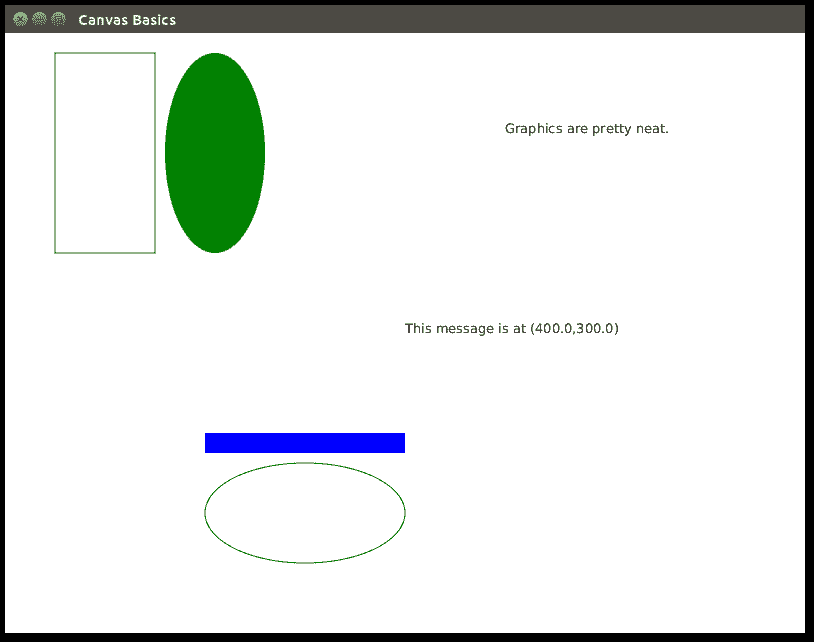 Canvas Basics
Graphics are pretty neat.
This message is at (400.0,300.0)